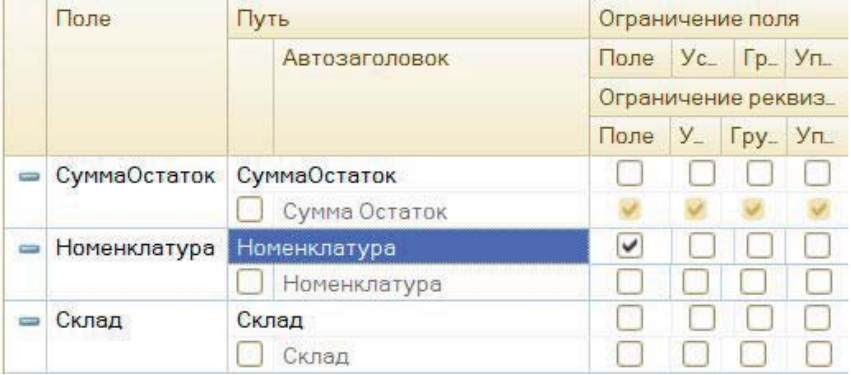 Поле Путь Ограничение поля
Автозаголовок Поле Ус... Гр... Уп...
Ограничение реквиз...
Поле У... Гру... Уп...
СуммаОстаток СуммаОстаток
Сумма Остаток
Номенклатура Номенклатура
Номенклатура
Склад Склад
Склад